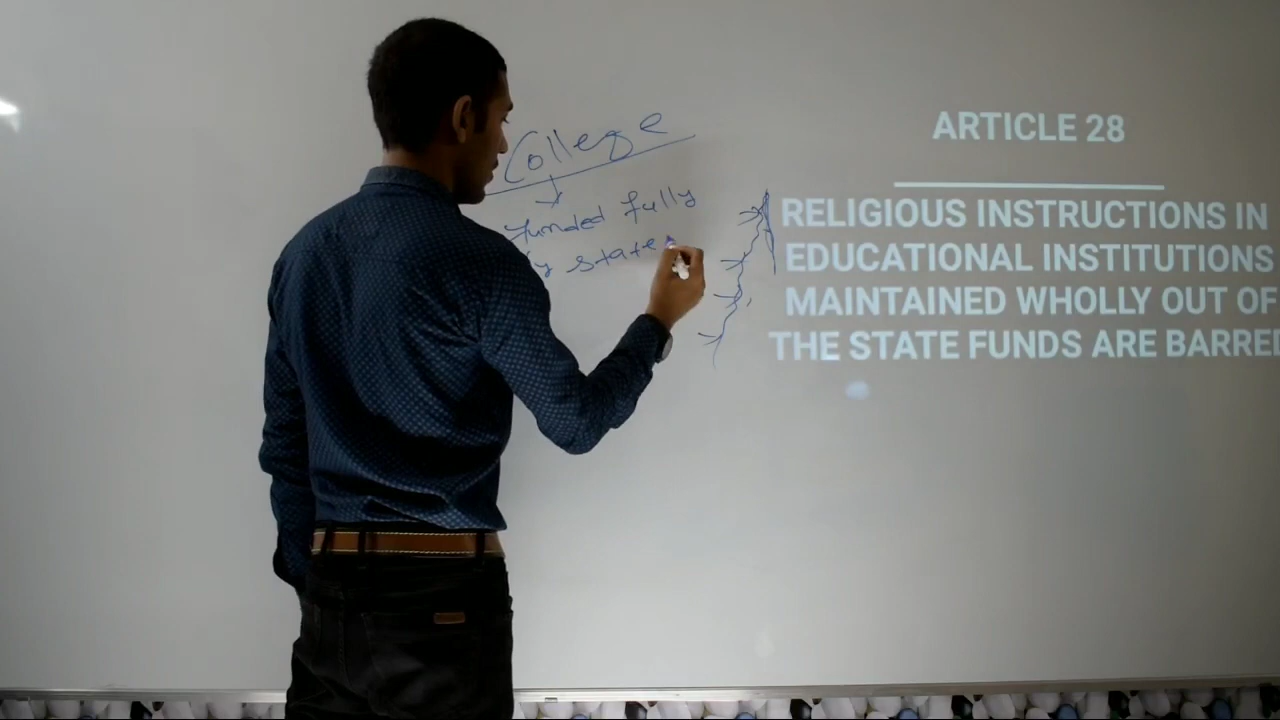 College
funded fully
by state
ARTICLE 28
RELIGIOUS INSTRUCTIONS IN
EDUCATIONAL INSTITUTIONS
MAINTAINED WHOLLY OUT OF
THE STATE FUNDS ARE BARRED